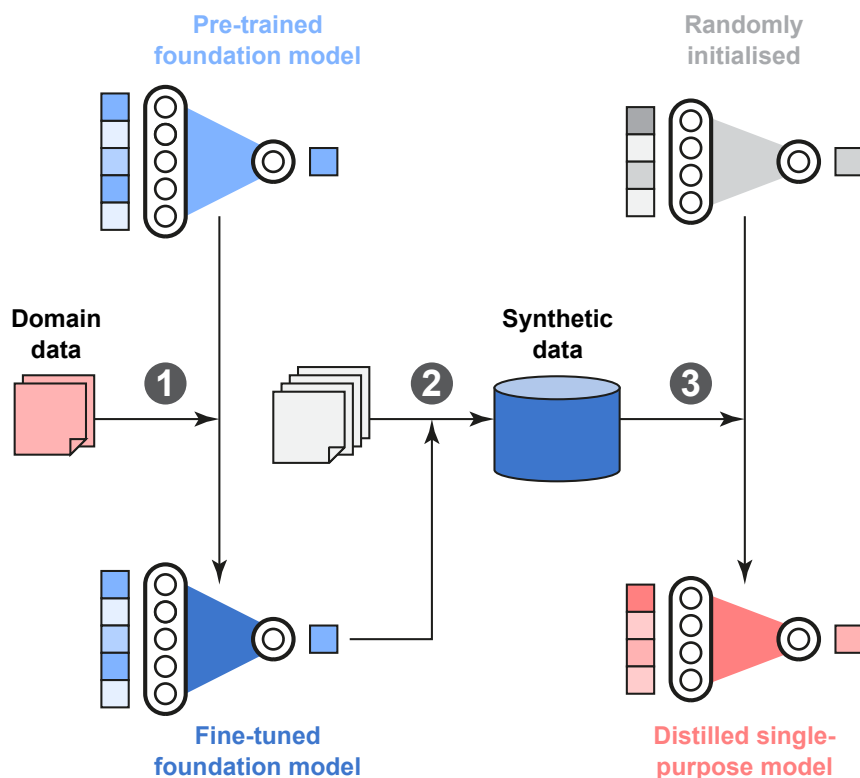 Pre-trained
foundation model
Randomly
initialised
Domain
data
1
2
Synthetic
data
3
Fine-tuned
foundation model
Distilled single-
purpose model